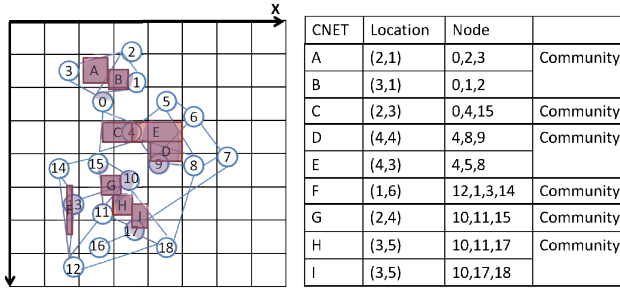 X
2
3
A
B
1
0
5
6
C
4
E
D
7
14
15
9
8
10
G
3
11
H
I
17
16
18
12
CNET Location Node
A (2,1) 0,2,3 Community
B (3,1) 0,1,2
C (2,3) 0,4,15 Community
D (4,4) 4,8,9 Community
E (4,3) 4,5,8
F (1,6) 12,1,3,14 Community
G (2,4) 10,11,15 Community
H (3,5) 10,11,17 Community
I (3,5) 10,17,18